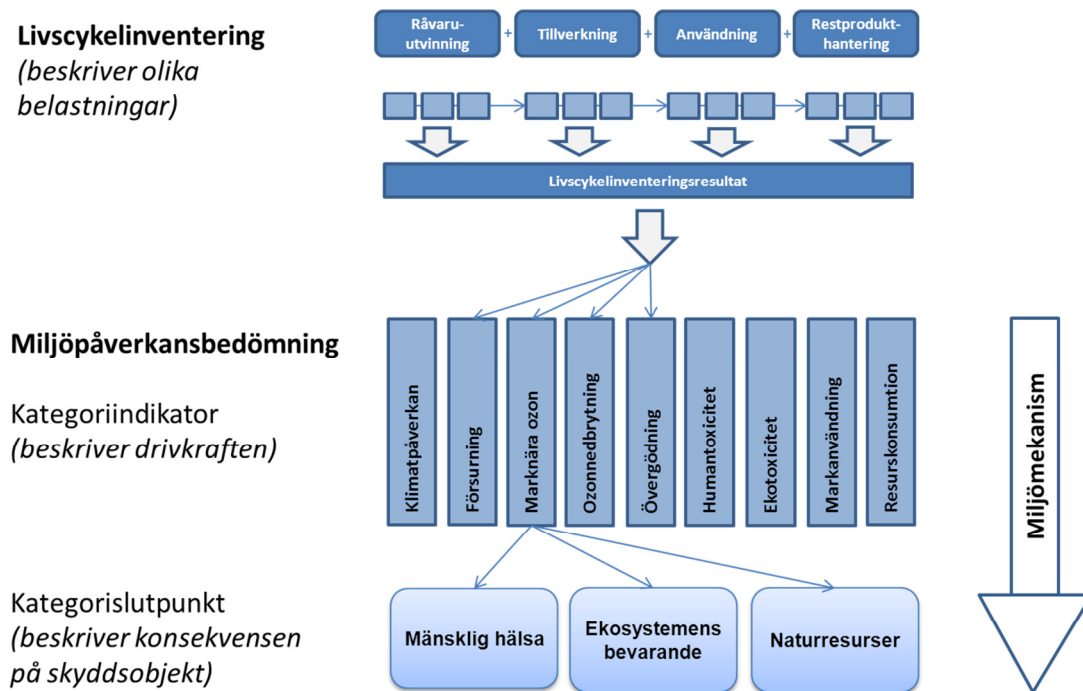 Livscykelinventering
(beskriver olika
belastningar)
Råvaru-
utvinning
+
Tillverkning
+
Användning
+
Restprodukt-
hantering
Livscykelinventeringsresultat
Miljöpåverkansbedömning
Kategoriindikator
(beskriver drivkraften)
Klimatpåverkan
Försurning
Marknära ozon
Ozonnedbrytning
Övergödning
Humantoxicitet
Ekotoxicitet
Markanvändning
Resurskonsumtion
Miljömekanism
Kategorislutpunkt
(beskriver konsekvensen
på skyddsobjekt)
Mänsklig hälsa
Ekosystemens
bevarande
Naturresurser